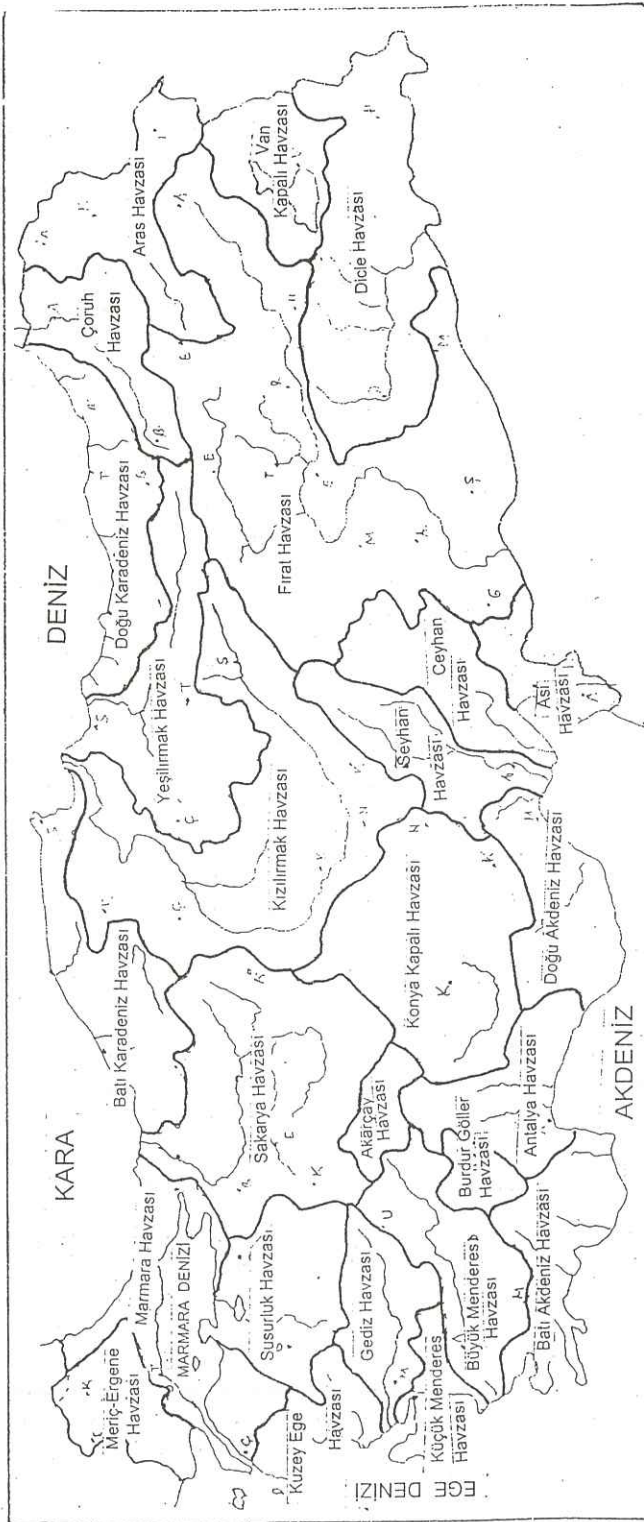 KARA
DENİZ
Meriç-Ergene
Havzası
Marmara Havzası
MARMARA DENİZİ
Batı Karadeniz Havzası
Yeşilırmak Havzası
Doğu Karadeniz Havzası
Çoruh
Havzası
Aras Havzası
Kuzey Ege
Havzası
Susurluk Havzası
Sakarya Havzası
Kızılırmak Havzası
Fırat Havzası
Van
Kapalı Havzası
Gediz Havzası
Akarçay
Havzası
Konya Kapalı Havzası
Seyhan
Havzası
Ceyhan
Havzası
Dicle Havzası
EGE DENİZİ
Küçük Menderes
Havzası
Büyük Menderes
Havzası
Burdur Göller
Havzası
Antalya Havzası
Batı Akdeniz Havzası
Doğu Akdeniz Havzası
Asi
Havzası
AKDENİZ